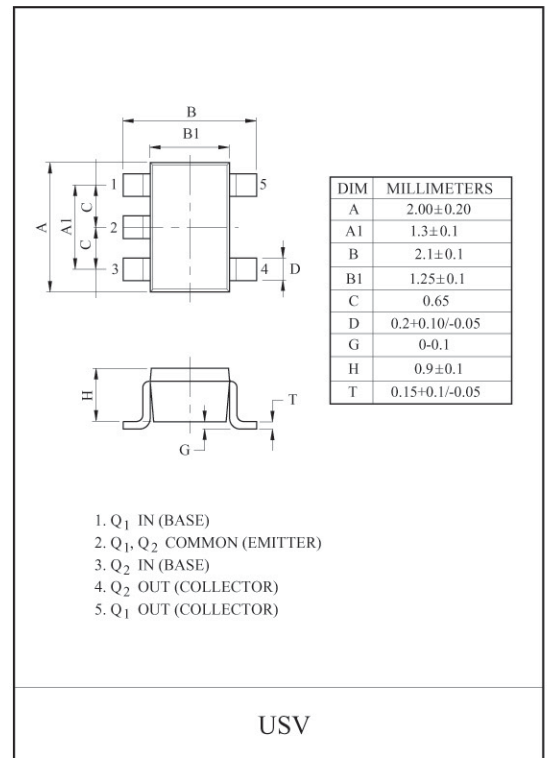 B
B1
1
5
C
A
A1
2
C
3
4
D
DIM MILLIMETERS
A 2.00±0.20
A1 1.3±0.1
B 2.1±0.1
B1 1.25±0.1
C 0.65
D 0.2+0.10/-0.05
G 0-0.1
H 0.9±0.1
T 0.15+0.1/-0.05
H
T
G
1. Q1 IN (BASE)
2. Q1, Q2 COMMON (EMITTER)
3. Q2 IN (BASE)
4. Q2 OUT (COLLECTOR)
5. Q1 OUT (COLLECTOR)
USV